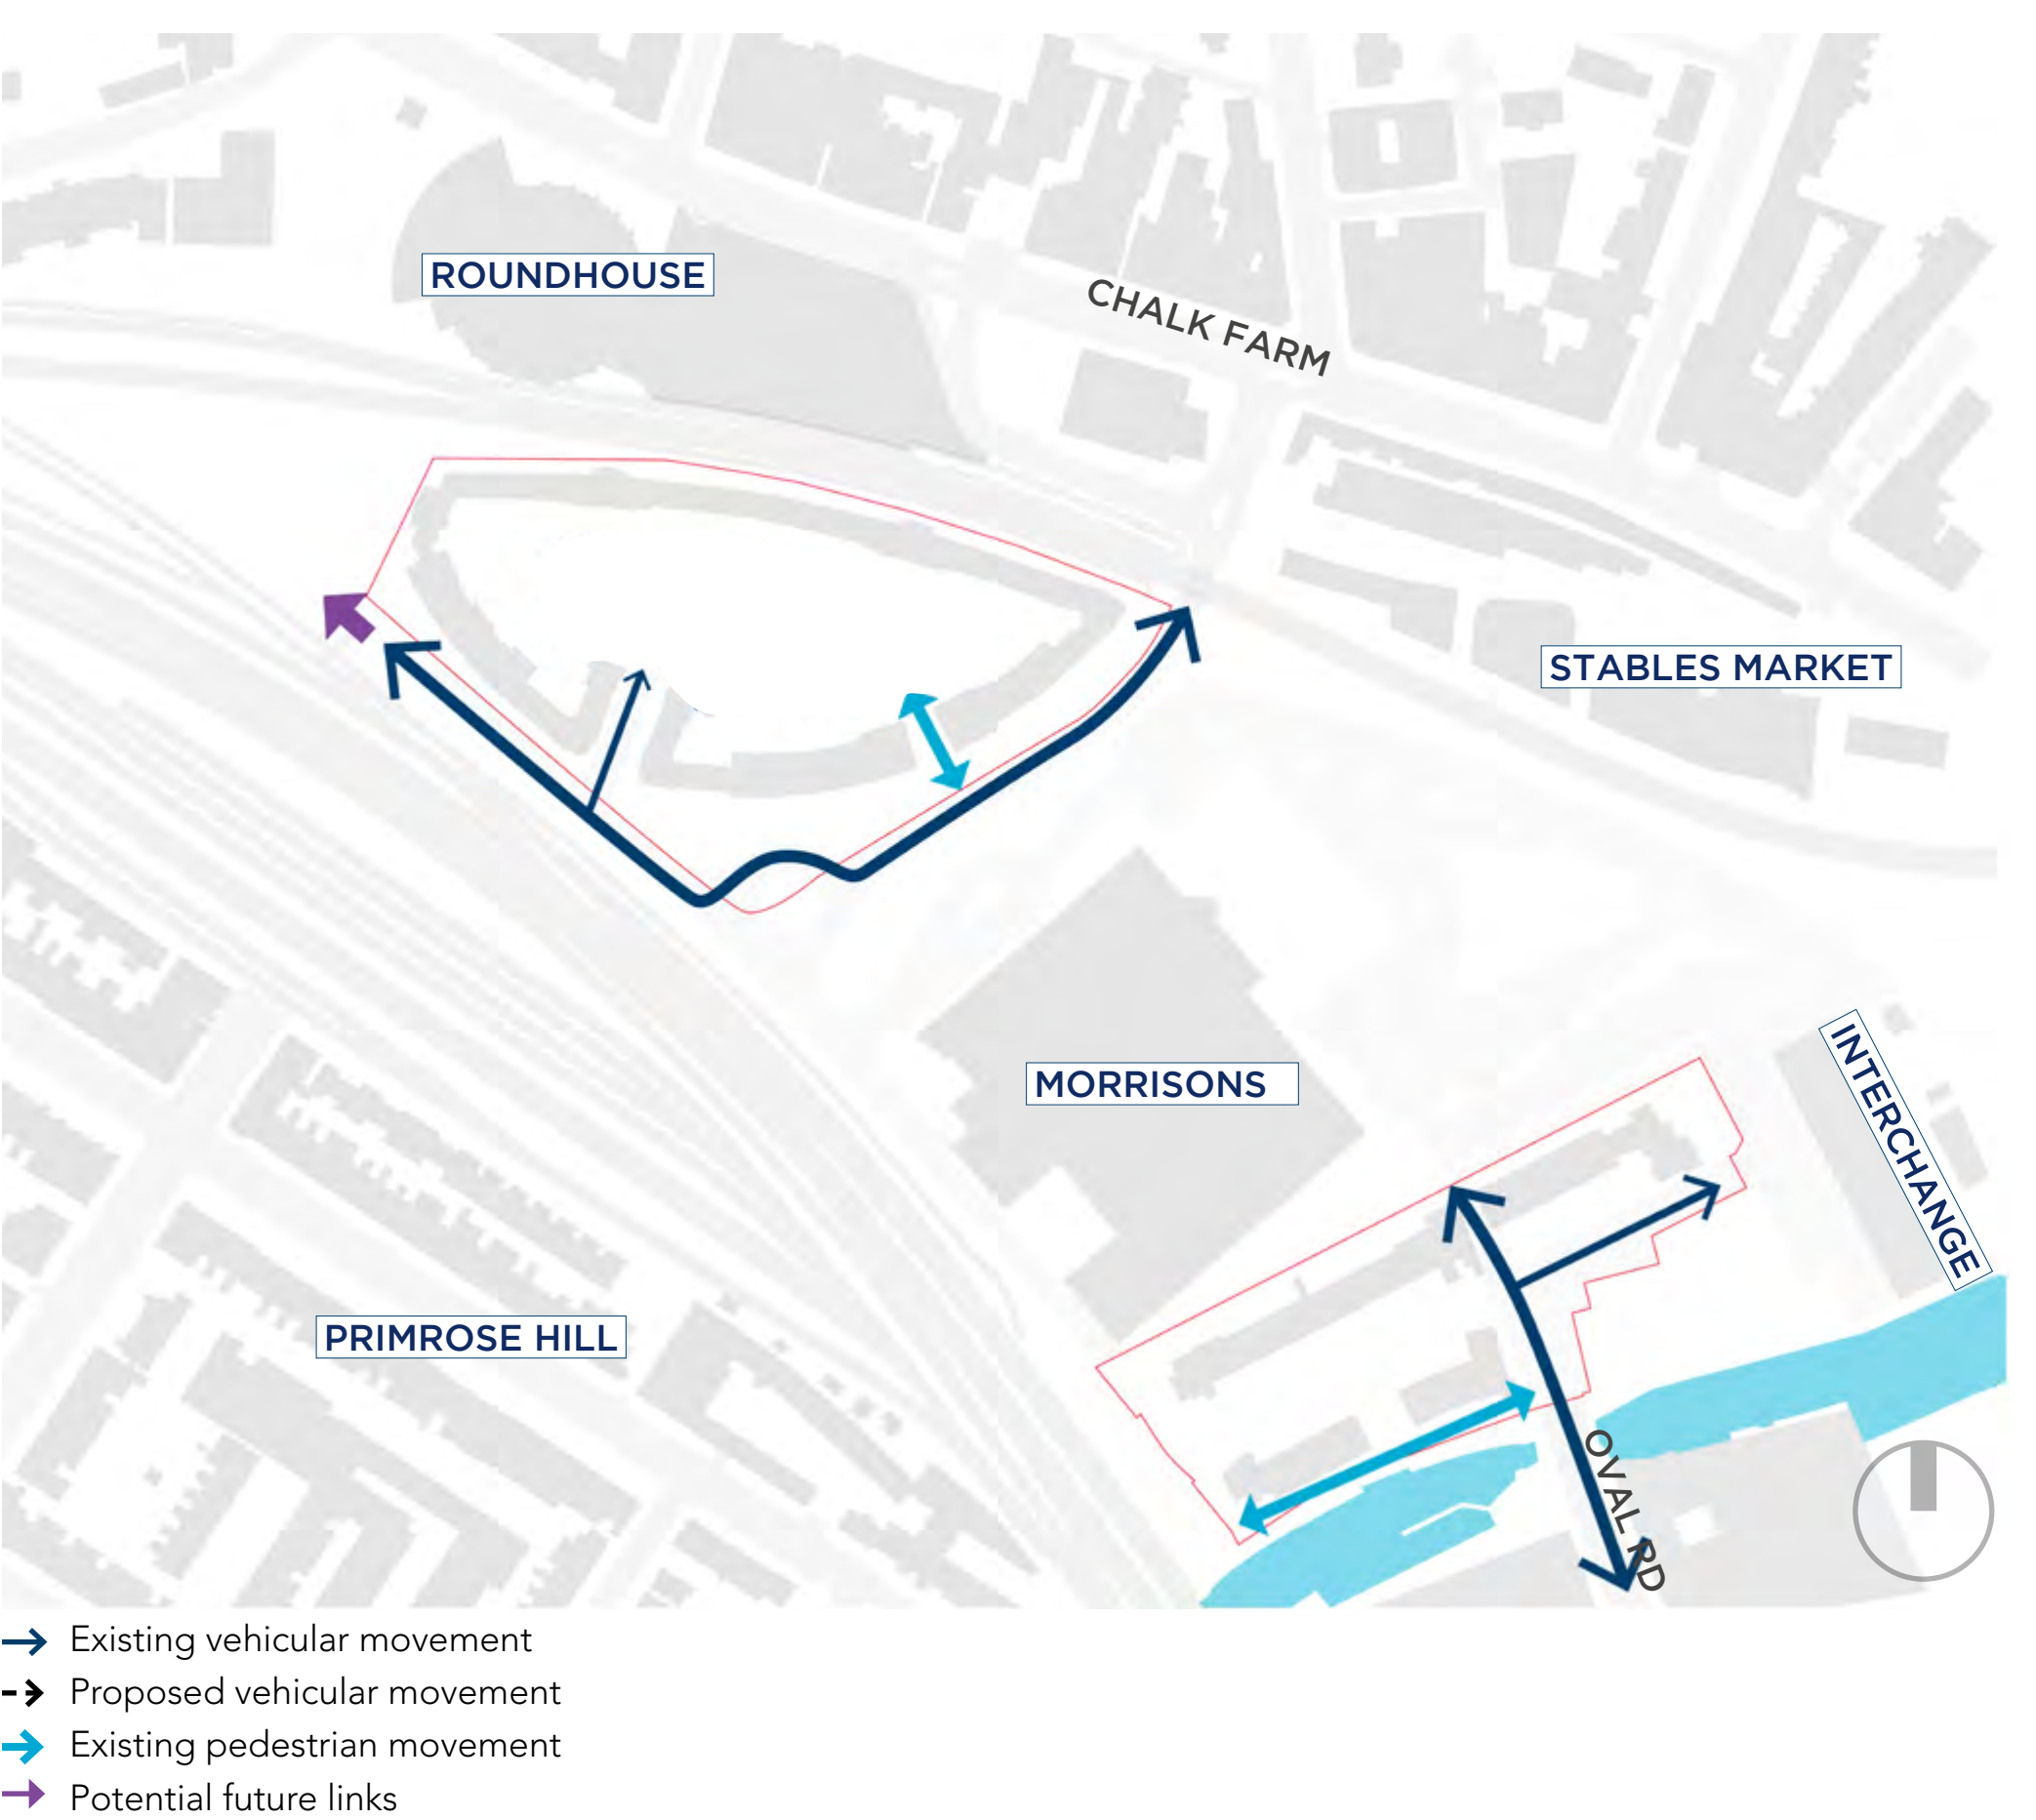 ROUNDHOUSE
CHALK FARM
STABLES MARKET
MORRISONS
INTERCHANGE
PRIMROSE HILL
OVAL RD
Existing vehicular movement
Proposed vehicular movement
Existing pedestrian movement
Potential future links